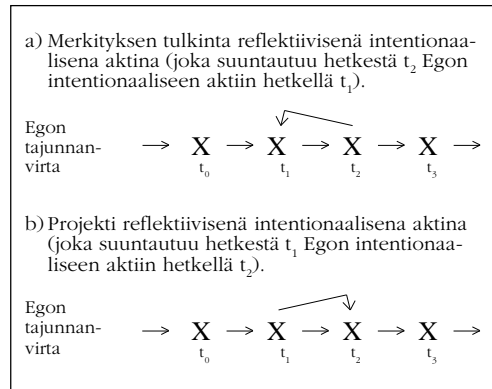 a) Merkityksen tulkinta reflektiivisenä intentionaa-
lisena aktina (joka suuntautuu hetkestä t₂ Egon
intentionaaliseen aktiin hetkellä t₁).
Egon
tajunnan-
virta
→ X → X → X → X →
t₀ t₁ t₂ t₃
b) Projekti reflektiivisenä intentionaalisena aktina
(joka suuntautuu hetkestä t₁ Egon intentionaa-
liseen aktiin hetkellä t₂).
Egon
tajunnan-
virta
→ X → X → X → X →
t₀ t₁ t₂ t₃